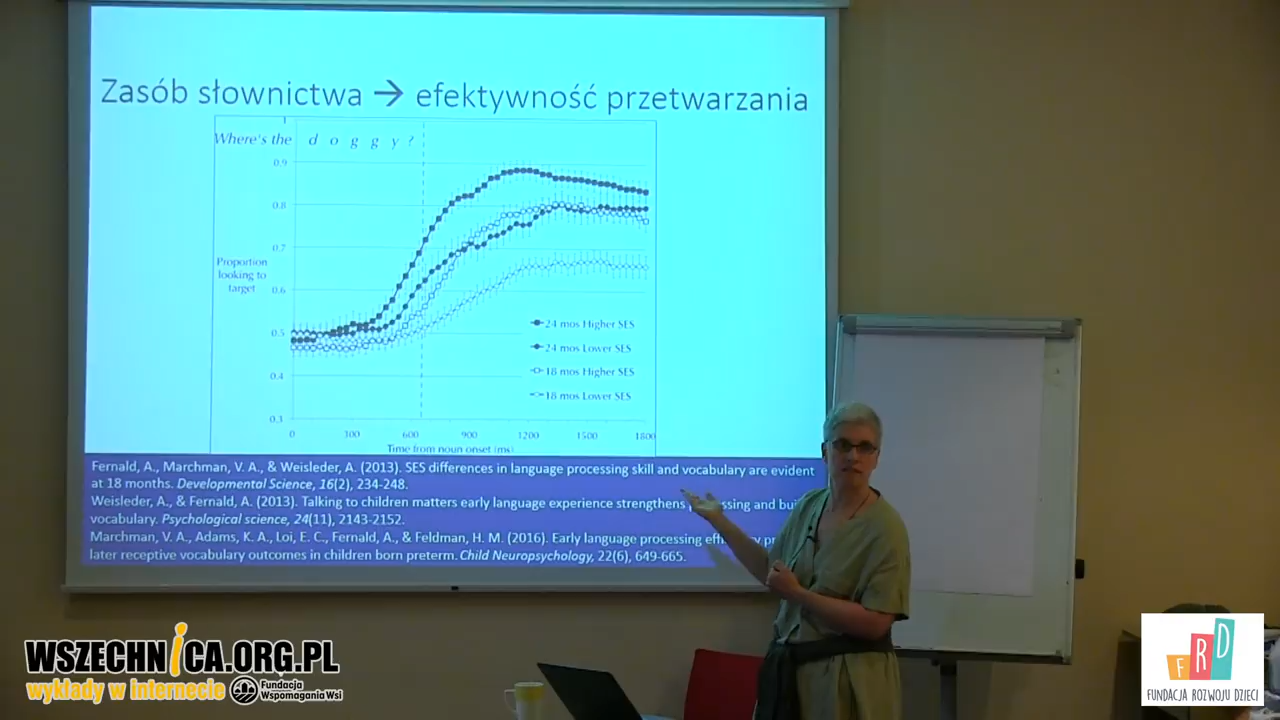 Zasób słownictwa → efektywność przetwarzania
Where's the d o g g y ?
1
0.9
0.8
0.7
0.6
0.5
0.4
0.3
Proportion
looking to
target
24 mos Higher SES
24 mos Lower SES
18 mos Higher SES
18 mos Lower SES
0 300 600 900 1200 1500 1800
Time from noun onset (ms)
Fernald, A., Marchman, V. A., & Weisleder, A. (2013). SES differences in language processing skill and vocabulary are evident
at 18 months. Developmental Science, 16(2), 234-248.
Weisleder, A., & Fernald, A. (2013). Talking to children matters early language experience strengthens and
vocabulary. Psychological science, 24(11), 2143-2152.
Marchman, V. A., Adams, K. A., Loi, E. C., Fernald, A., & Feldman, H. M. (2016). Early language processing
later receptive vocabulary outcomes in children born preterm. Child Neuropsychology, 22(6), 649-665.
WSZECHNICA.ORG.PL
wykłady w internecie
Fundacja
Wspomagania Wsi
FRD
FUNDACJA ROZWOJU DZIECI